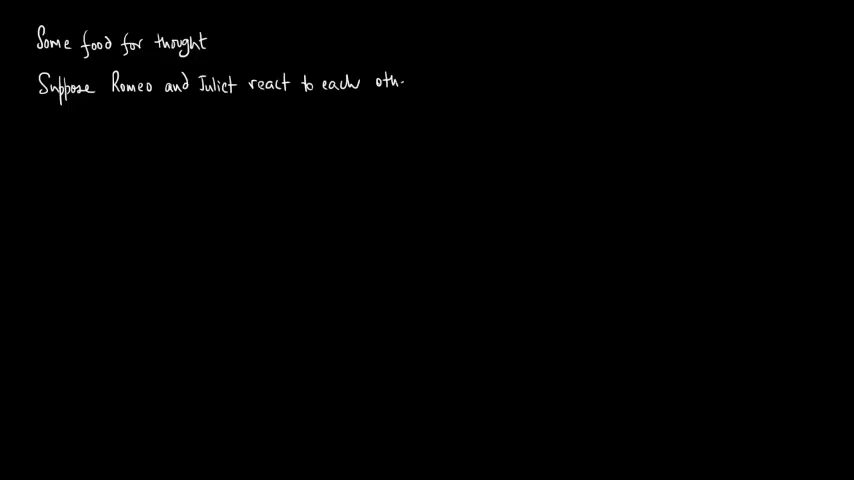 Some food for thought
Suppose Romeo and Juliet react to each oth